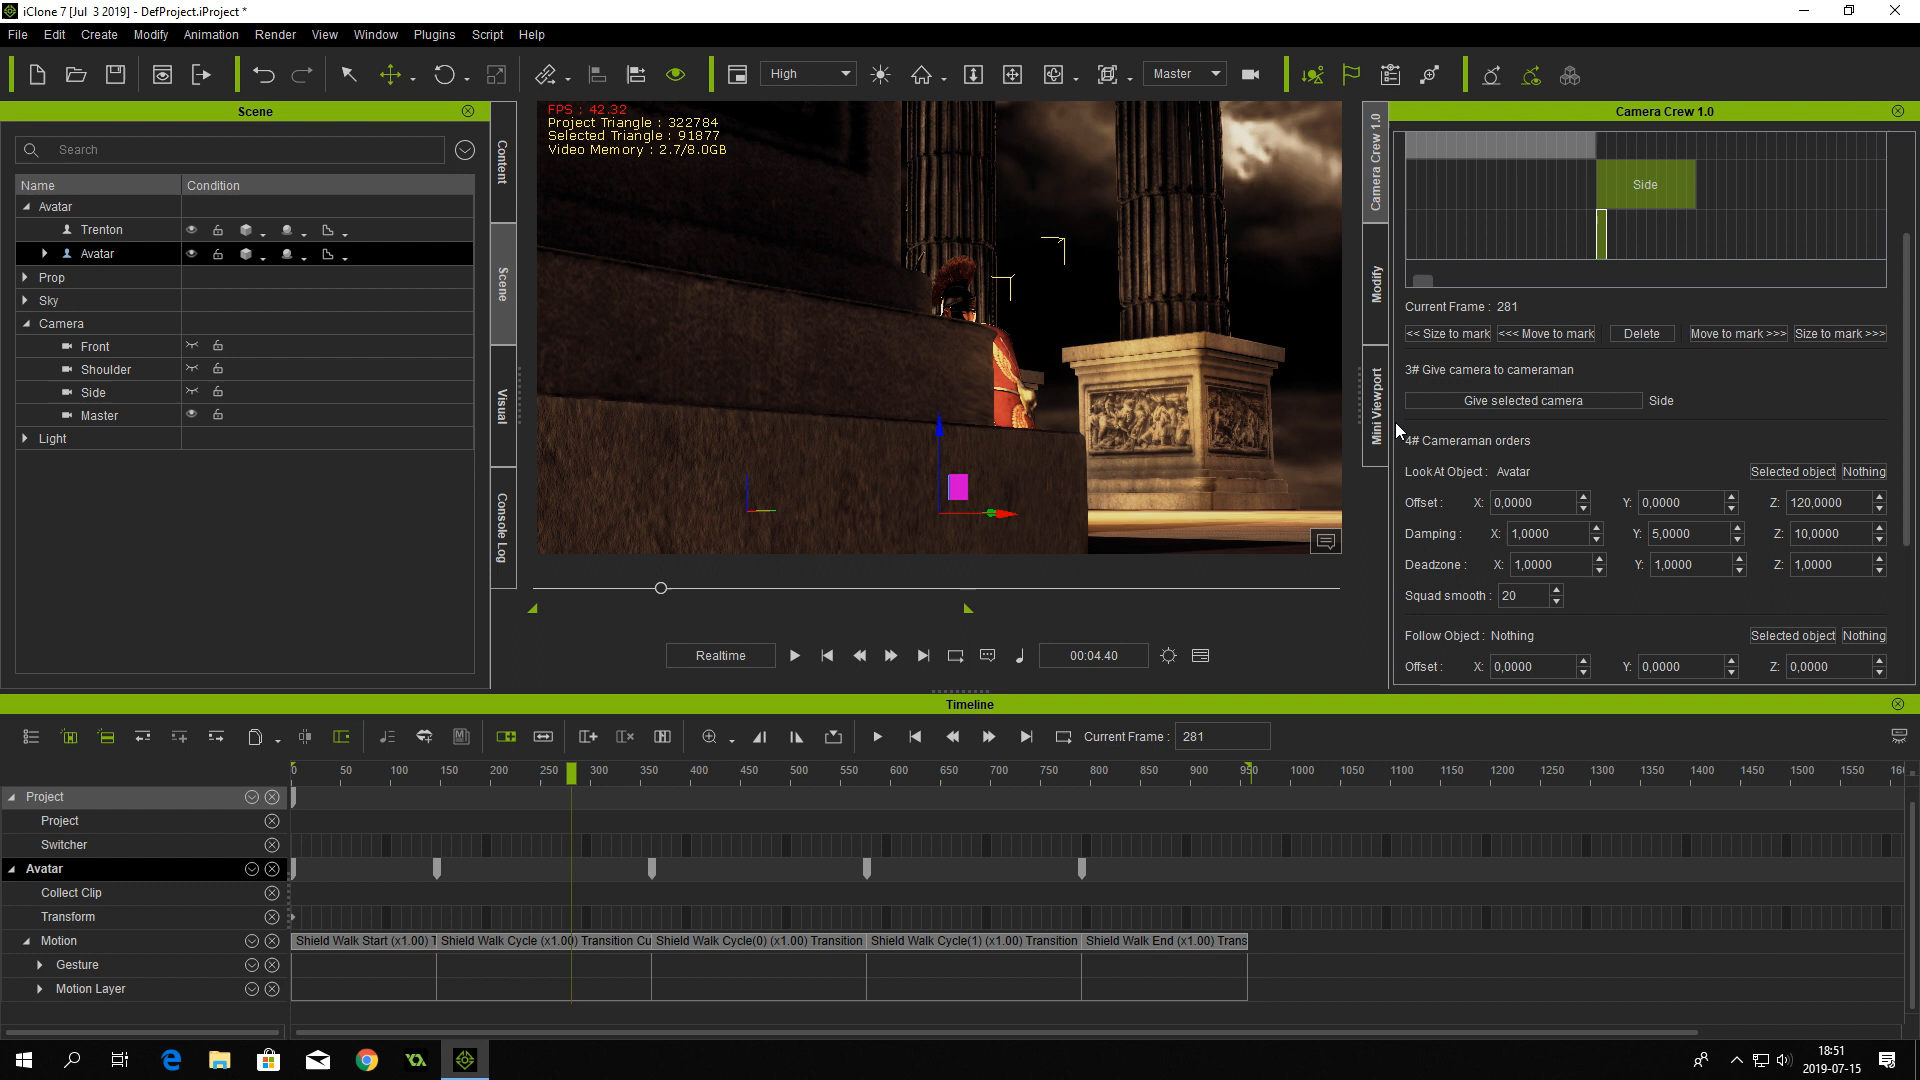 iClone 7 [Jul  3 2019] - DefProject.iProject *
File Edit Create Modify Animation Render View Window Plugins Script Help
High
Master
Scene
Search
Name Condition
Avatar
Trenton
Avatar
Prop
Sky
Camera
Front
Shoulder
Side
Master
Light
Content
Scene
Visual
Console Log
FPS : 42.32
Project Triangle : 322784
Selected Triangle : 91877
Video Memory : 2.7/8.0GB
Realtime
00:04.40
Camera Crew 1.0
Modify
Mini Viewport
Camera Crew 1.0
Side
Current Frame : 281
<< Size to mark <<< Move to mark Delete Move to mark >>> Size to mark >>>
3# Give camera to cameraman
Give selected camera Side
4# Cameraman orders
Look At Object : Avatar Selected object Nothing
Offset : X: 0,0000 Y: 0,0000 Z: 120,0000
Damping : X: 1,0000 Y: 5,0000 Z: 10,0000
Deadzone : X: 1,0000 Y: 1,0000 Z: 1,0000
Squad smooth : 20
Follow Object : Nothing Selected object Nothing
Offset : X: 0,0000 Y: 0,0000 Z: 0,0000
Timeline
Current Frame : 281
0 50 100 150 200 250 300 350 400 450 500 550 600 650 700 750 800 850 900 950 1000 1050 1100 1150 1200 1250 1300 1350 1400 1450 1500 1550
Project
Project
Switcher
Avatar
Collect Clip
Transform
Motion
Shield Walk Start (x1.00) T Shield Walk Cycle (x1.00) Transition Cu Shield Walk Cycle(0) (x1.00) Transition Shield Walk Cycle(1) (x1.00) Transition Shield Walk End (x1.00) Trans
Gesture
Motion Layer
18:51
2019-07-15